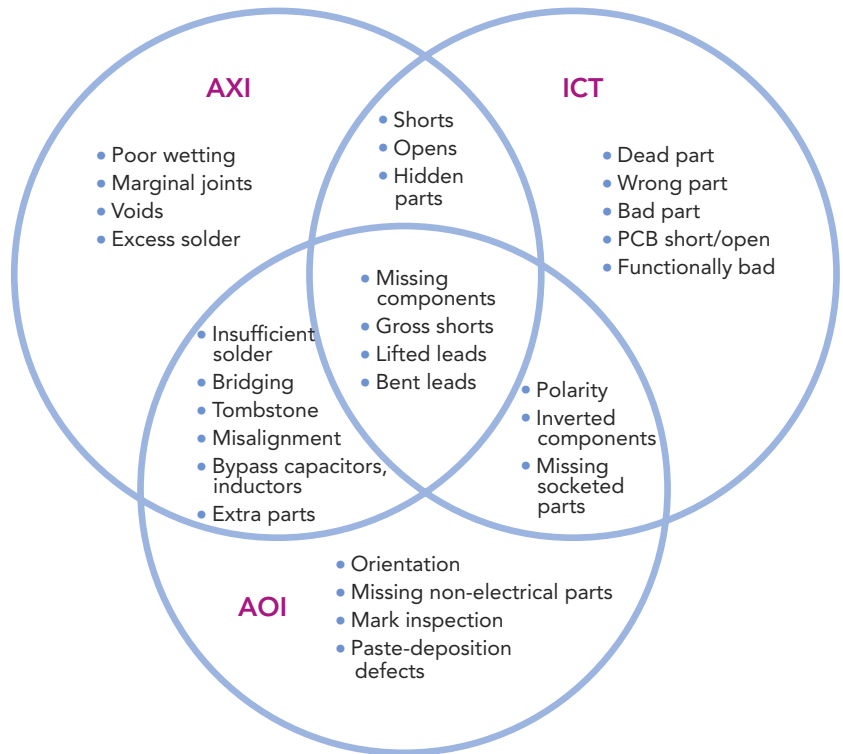 AXI
• Poor wetting
• Marginal joints
• Voids
• Excess solder
• Shorts
• Opens
• Hidden
parts
ICT
• Dead part
• Wrong part
• Bad part
• PCB short/open
• Functionally bad
• Missing
components
• Gross shorts
• Lifted leads
• Bent leads
• Insufficient
solder
• Bridging
• Tombstone
• Misalignment
• Bypass capacitors,
inductors
• Extra parts
• Polarity
• Inverted
components
• Missing
socketed
parts
AOI
• Orientation
• Missing non-electrical parts
• Mark inspection
• Paste-deposition
defects